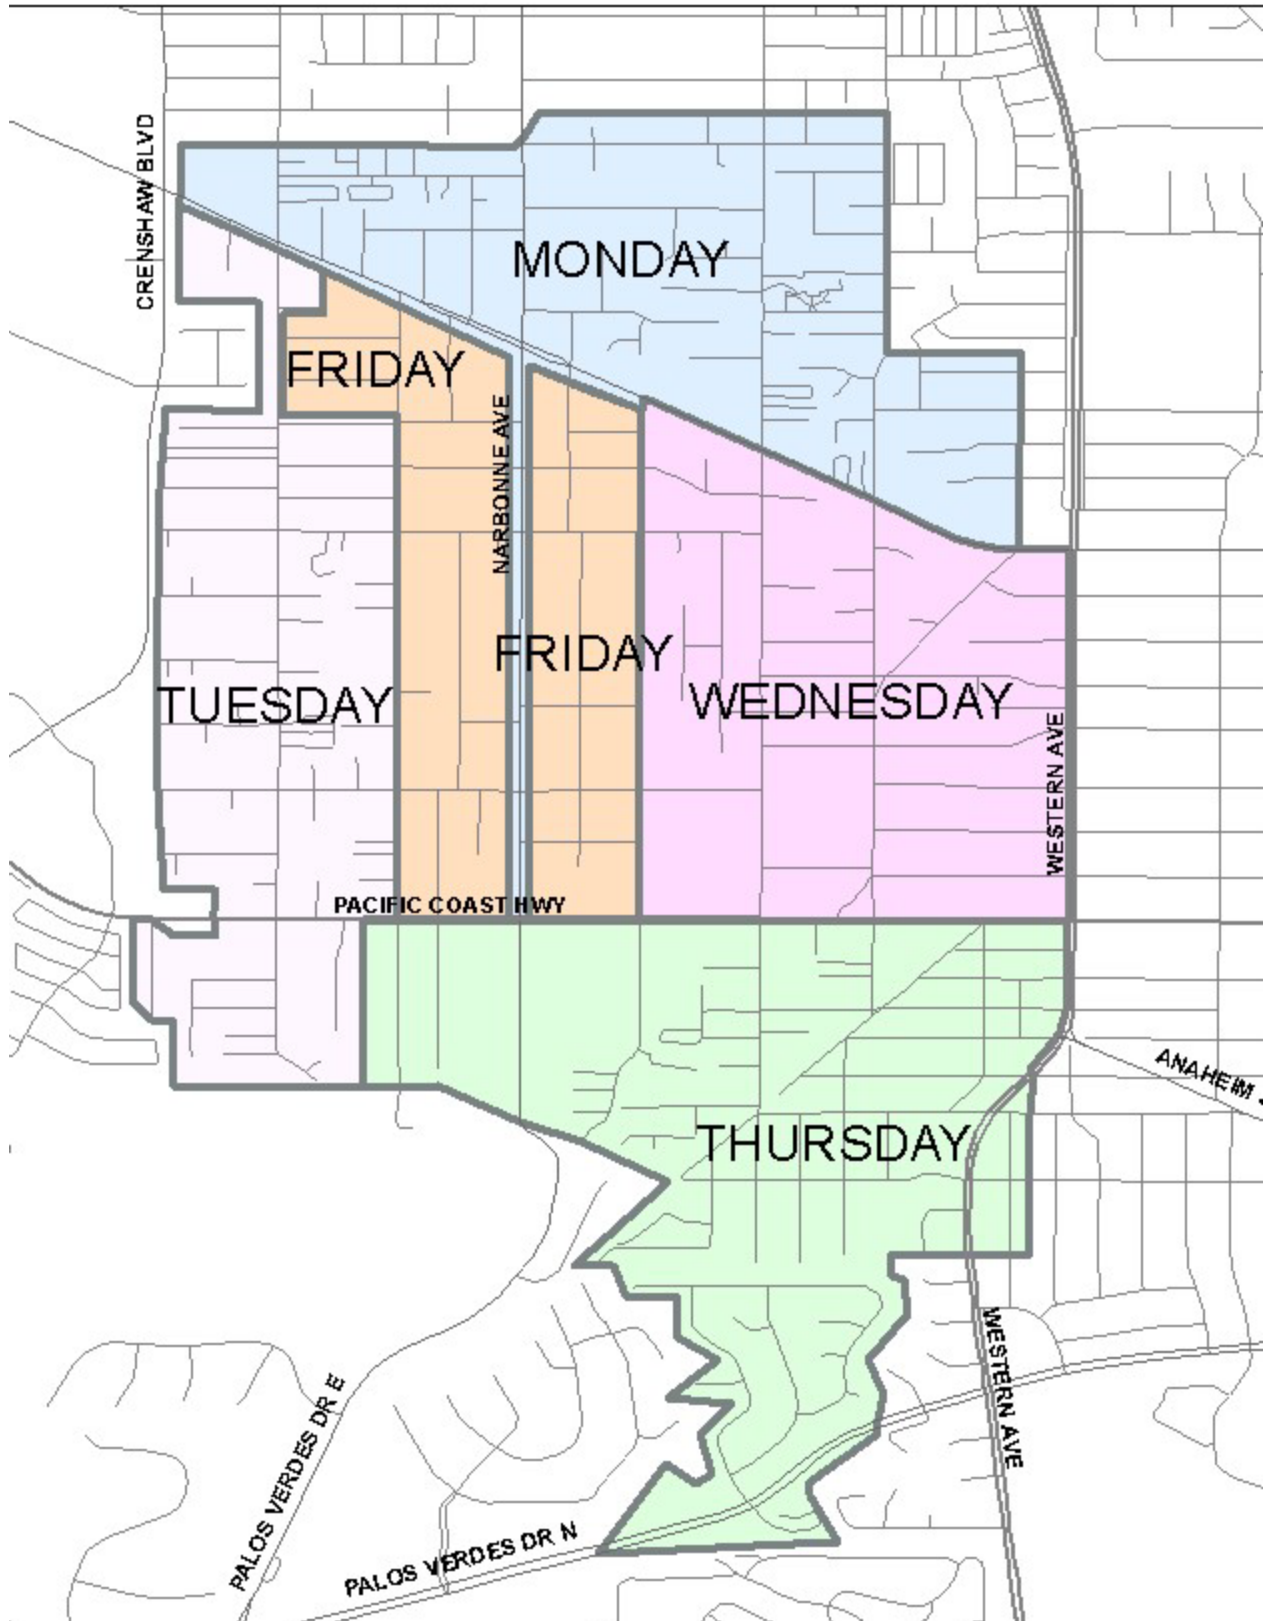 CRENSHAW BLVD
MONDAY
FRIDAY
NARBONNE AVE
FRIDAY
TUESDAY
WEDNESDAY
WESTERN AVE
PACIFIC COAST HWY
ANAHEIM
THURSDAY
WESTERN AVE
PALOS VERDES DR E
PALOS VERDES DR N